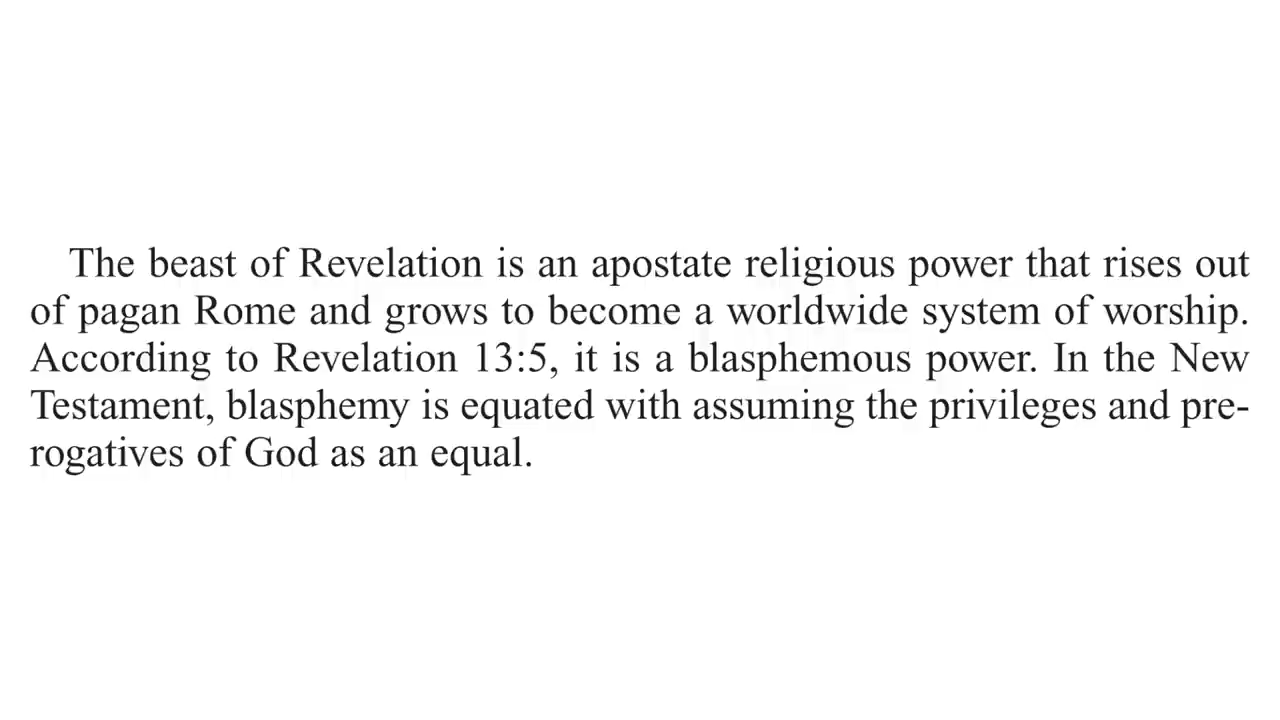 The beast of Revelation is an apostate religious power that rises out
of pagan Rome and grows to become a worldwide system of worship.
According to Revelation 13:5, it is a blasphemous power. In the New
Testament, blasphemy is equated with assuming the privileges and pre-
rogatives of God as an equal.